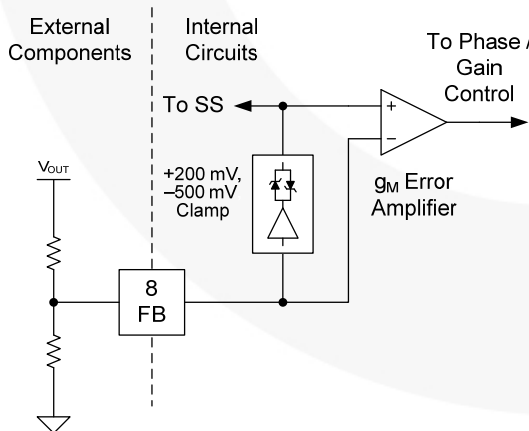 External
Components
Internal
Circuits
To Phase /
Gain
Control
To SS
+
−
+200 mV,
−500 mV
Clamp
gM Error
Amplifier
VOUT
8
FB